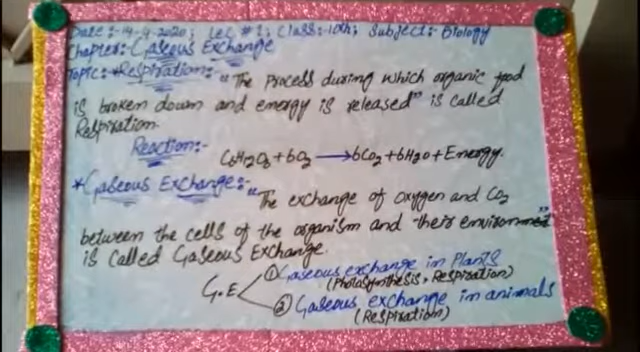 Date:-14-9-2020; Lec #1; Class:-10th; Subject:- Biology
Chapter:- Gaseous Exchange
Topic:- *Respiration:- "The process during which organic food
is broken down and energy is released" is called
Respiration.
Reaction:-
C6H12O6+6O2 → 6CO2+6H2O+Energy.
*Gaseous Exchange:- "The exchange of oxygen and CO2
between the cells of the organism and their environment"
is called Gaseous Exchange.
① Gaseous exchange in Plants
(Photosynthesis, Respiration)
G.E
② Gaseous exchange in animals
(Respiration)